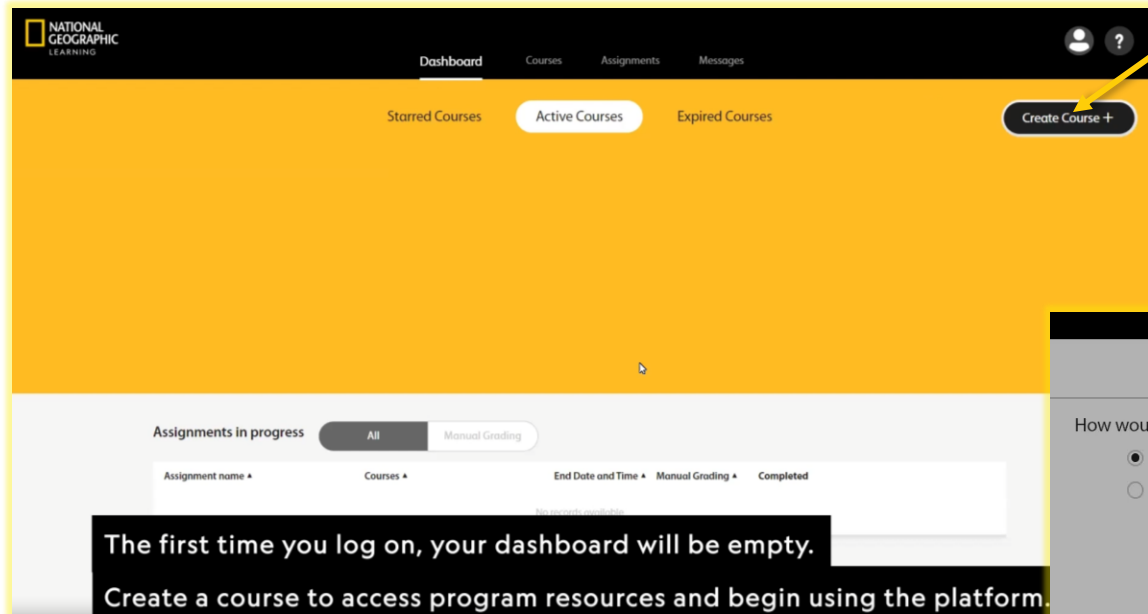 NATIONAL
GEOGRAPHIC
LEARNING
Dashboard Courses Assignments Messages
?
Starred Courses Active Courses Expired Courses Create Course +
Assignments in progress All Manual Grading
Assignment name ▲ Courses ▲ End Date and Time ▲ Manual Grading ▲ Completed
No records available
The first time you log on, your dashboard will be empty.
Create a course to access program resources and begin using the platform.
How wou